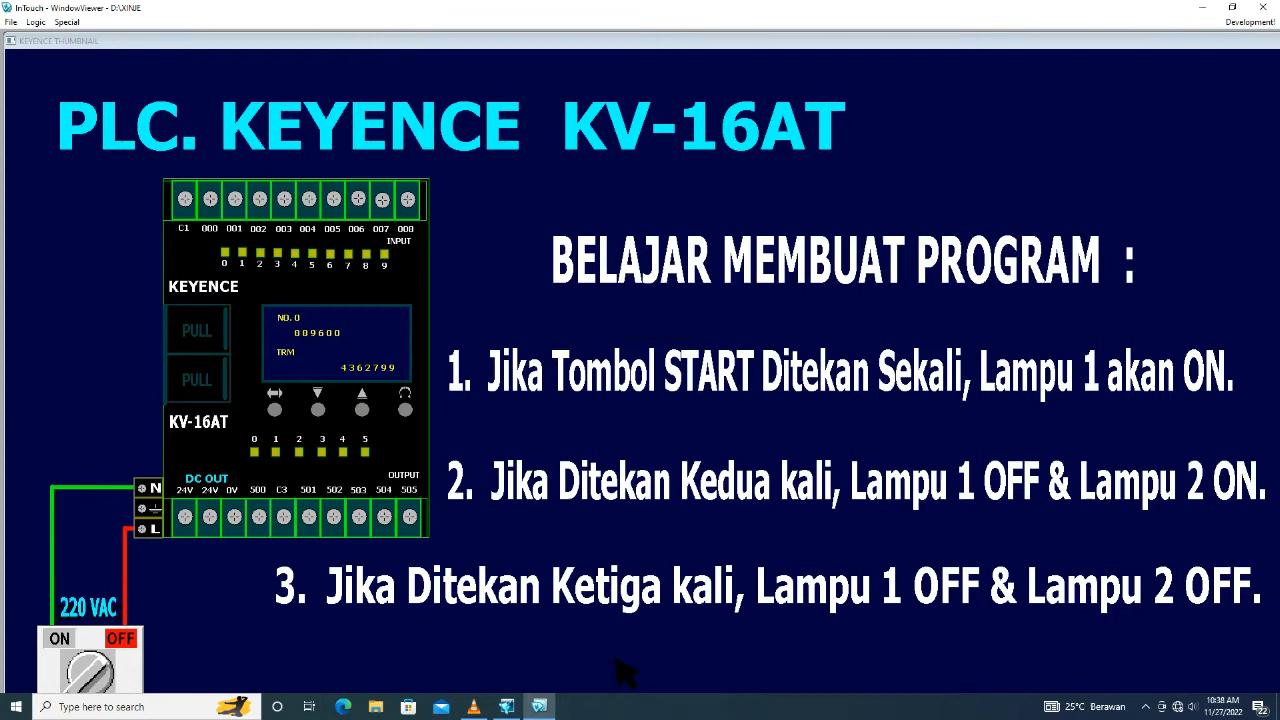 InTouch - WindowViewer - D:\XINJE
File Logic Special
Development!
KEYENCE THUMBNAIL
PLC. KEYENCE KV-16AT
C1 000 001 002 003 004 005 006 007 008
INPUT
0 1 2 3 4 5 6 7 8 9
KEYENCE
PULL
NO. 0
009600
TRM
4362799
PULL
KV-16AT
0 1 2 3 4 5
DC OUT
OUTPUT
24V 24V 0V 500 C3 501 502 503 504 505
N
L
220 VAC
ON OFF
BELAJAR MEMBUAT PROGRAM :
1. Jika Tombol START Ditekan Sekali, Lampu 1 akan ON.
2. Jika Ditekan Kedua kali, Lampu 1 OFF & Lampu 2 ON.
3. Jika Ditekan Ketiga kali, Lampu 1 OFF & Lampu 2 OFF.
Type here to search
25°C Berawan
10:38 AM
11/27/2022
22